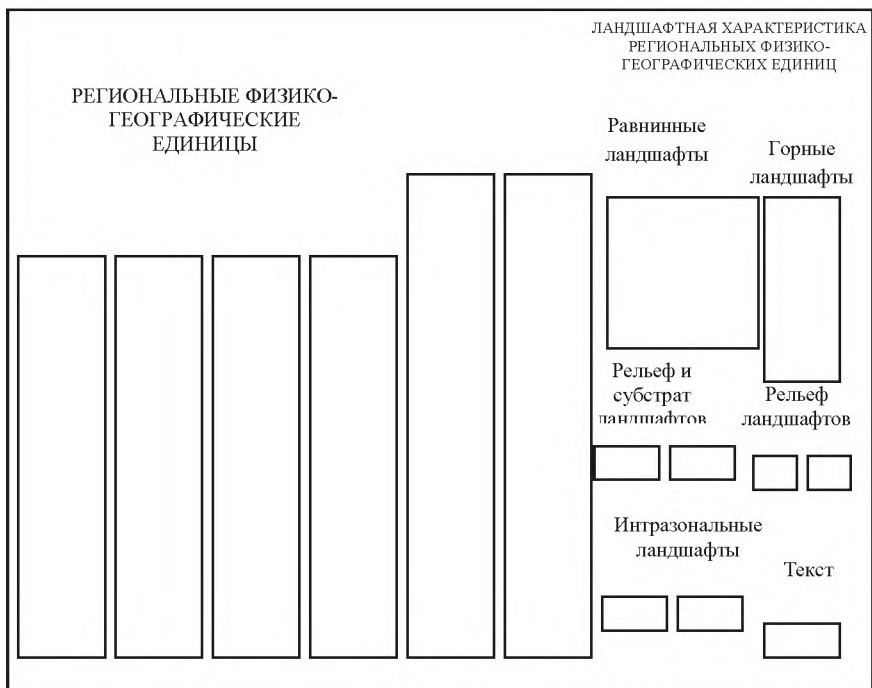 ЛАНДШАФТНАЯ ХАРАКТЕРИСТИКА
РЕГИОНАЛЬНЫХ ФИЗИКО-
ГЕОГРАФИЧЕСКИХ ЕДИНИЦ
РЕГИОНАЛЬНЫЕ ФИЗИКО-
ГЕОГРАФИЧЕСКИЕ
ЕДИНИЦЫ
Равнинные
ландшафты
Горные
ландшафты
Рельеф и
субстрат
ландшафтов
Рельеф
ландшафтов
Интразональные
ландшафты
Текст